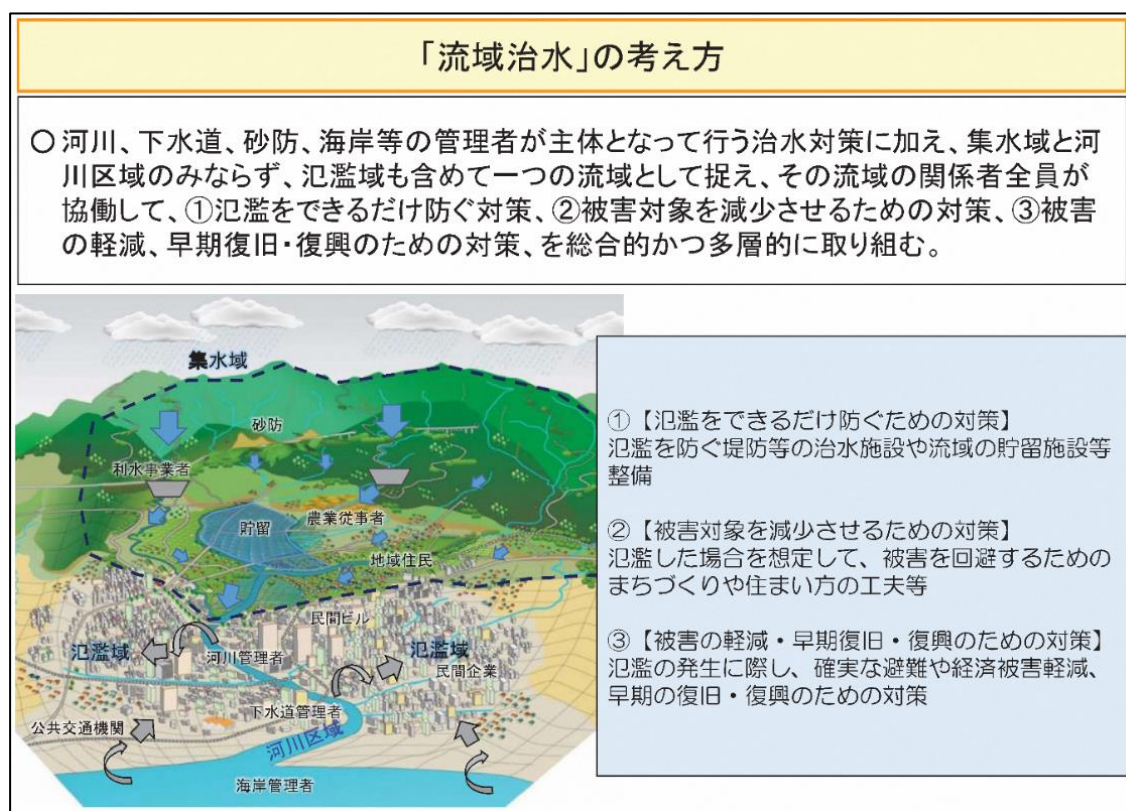 「流域治水」の考え方
○河川、下水道、砂防、海岸等の管理者が主体となって行う治水対策に加え、集水域と河
川区域のみならず、氾濫域も含めて一つの流域として捉え、その流域の関係者全員が
協働して、①氾濫をできるだけ防ぐ対策、②被害対象を減少させるための対策、③被害
の軽減、早期復旧・復興のための対策、を総合的かつ多層的に取り組む。
集水域
砂防
利水事業者
貯留
農業従事者
地域住民
民間ビル
氾濫域
河川管理者
氾濫域
民間企業
下水道管理者
公共交通機関
河川区域
海岸管理者
①【氾濫をできるだけ防ぐための対策】
氾濫を防ぐ堤防等の治水施設や流域の貯留施設等
整備
②【被害対象を減少させるための対策】
氾濫した場合を想定して、被害を回避するための
まちづくりや住まい方の工夫等
③【被害の軽減・早期復旧・復興のための対策】
氾濫の発生に際し、確実な避難や経済被害軽減、
早期の復旧・復興のための対策